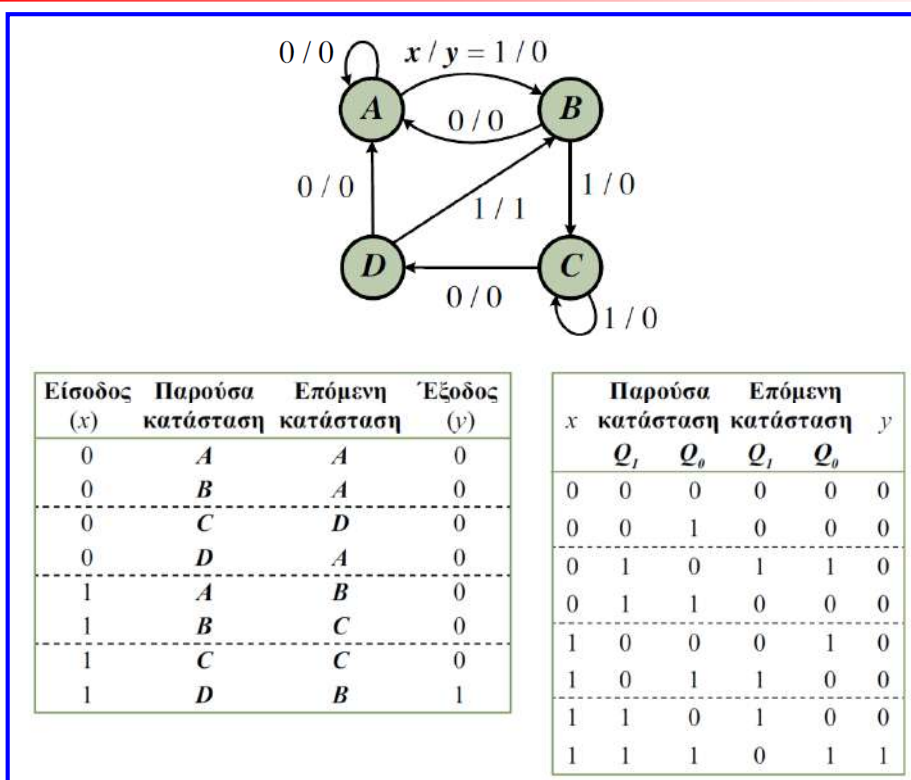 0 / 0
x / y = 1 / 0
A
B
0 / 0
0 / 0
1 / 0
1 / 1
D
C
0 / 0
1 / 0
Είσοδος Παρούσα Επόμενη Έξοδος
(x) κατάσταση κατάσταση (y)
0 A A 0
0 B A 0
0 C D 0
0 D A 0
1 A B 0
1 B C 0
1 C C 0
1 D B 1
Παρούσα Επόμενη
x κατάσταση κατάσταση y
Q1 Q0 Q1 Q0
0 0 0 0 0 0
0 0 1 0 0 0
0 1 0 1 1 0
0 1 1 0 0 0
1 0 0 0 1 0
1 0 1 1 0 0
1 1 0 1 0 0
1 1 1 0 1 1